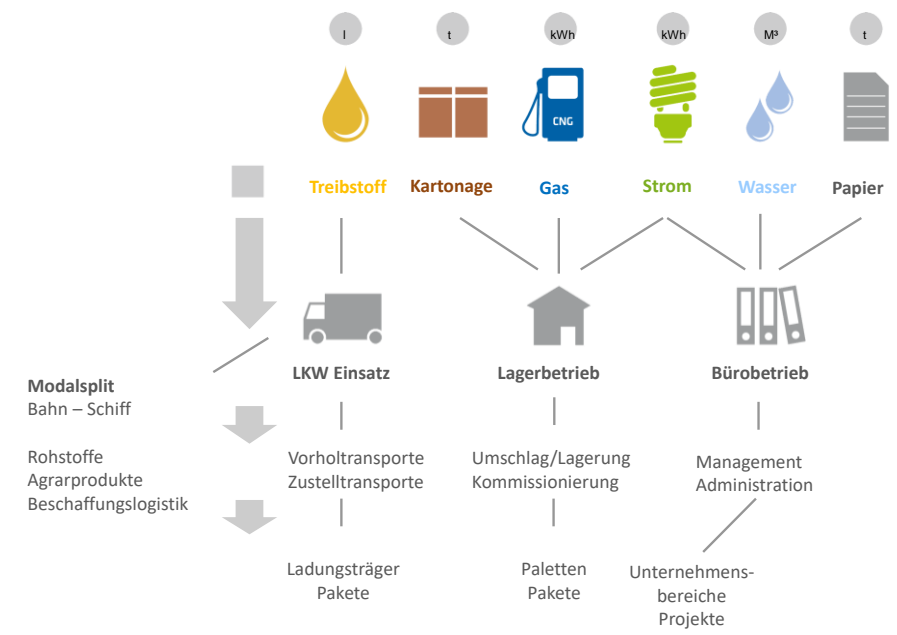 l
t
kWh
kWh
M³
t
CNG
Treibstoff
Kartonage
Gas
Strom
Wasser
Papier
LKW Einsatz
Lagerbetrieb
Bürobetrieb
Modalsplit
Bahn – Schiff
Rohstoffe
Agrarprodukte
Beschaffungslogistik
Vorholtransporte
Zustelltransporte
Umschlag/Lagerung
Kommissionierung
Management
Administration
Ladungsträger
Pakete
Paletten
Pakete
Unternehmens-
bereiche
Projekte